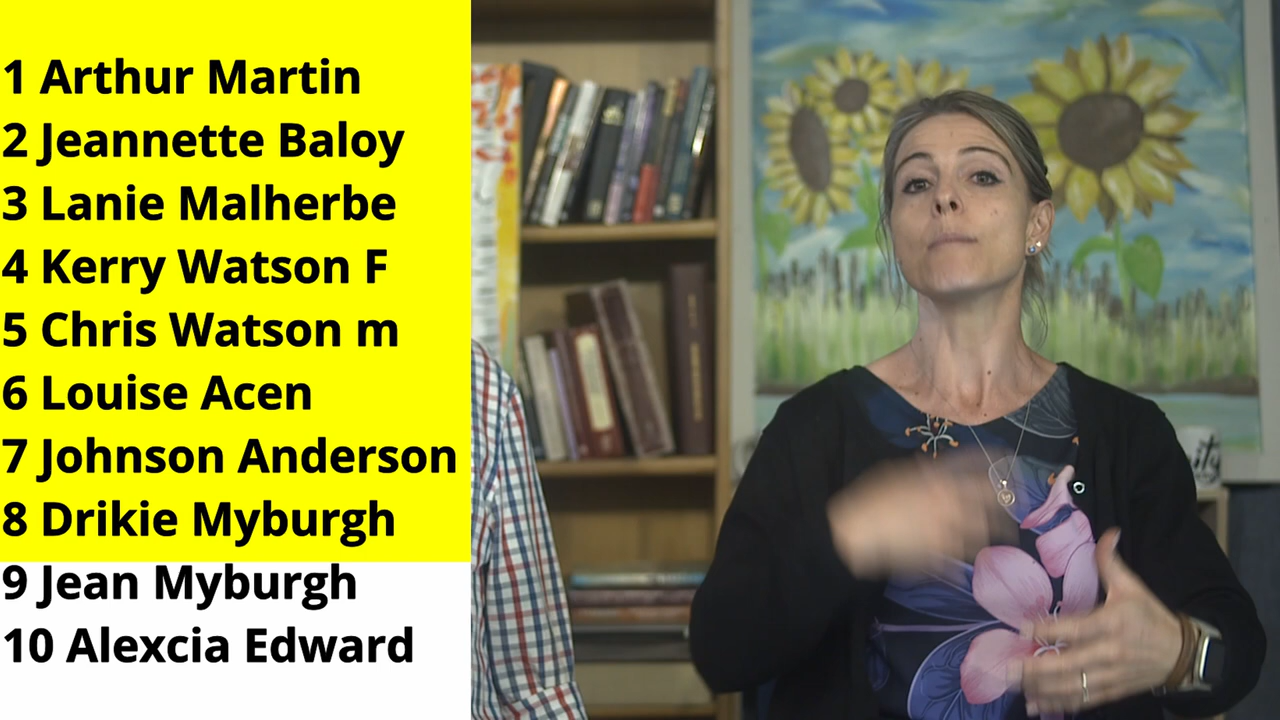 1 Arthur Martin
2 Jeannette Baloy
3 Lanie Malherbe
4 Kerry Watson F
5 Chris Watson m
6 Louise Acen
7 Johnson Anderson
8 Drikie Myburgh
9 Jean Myburgh
10 Alexcia Edward